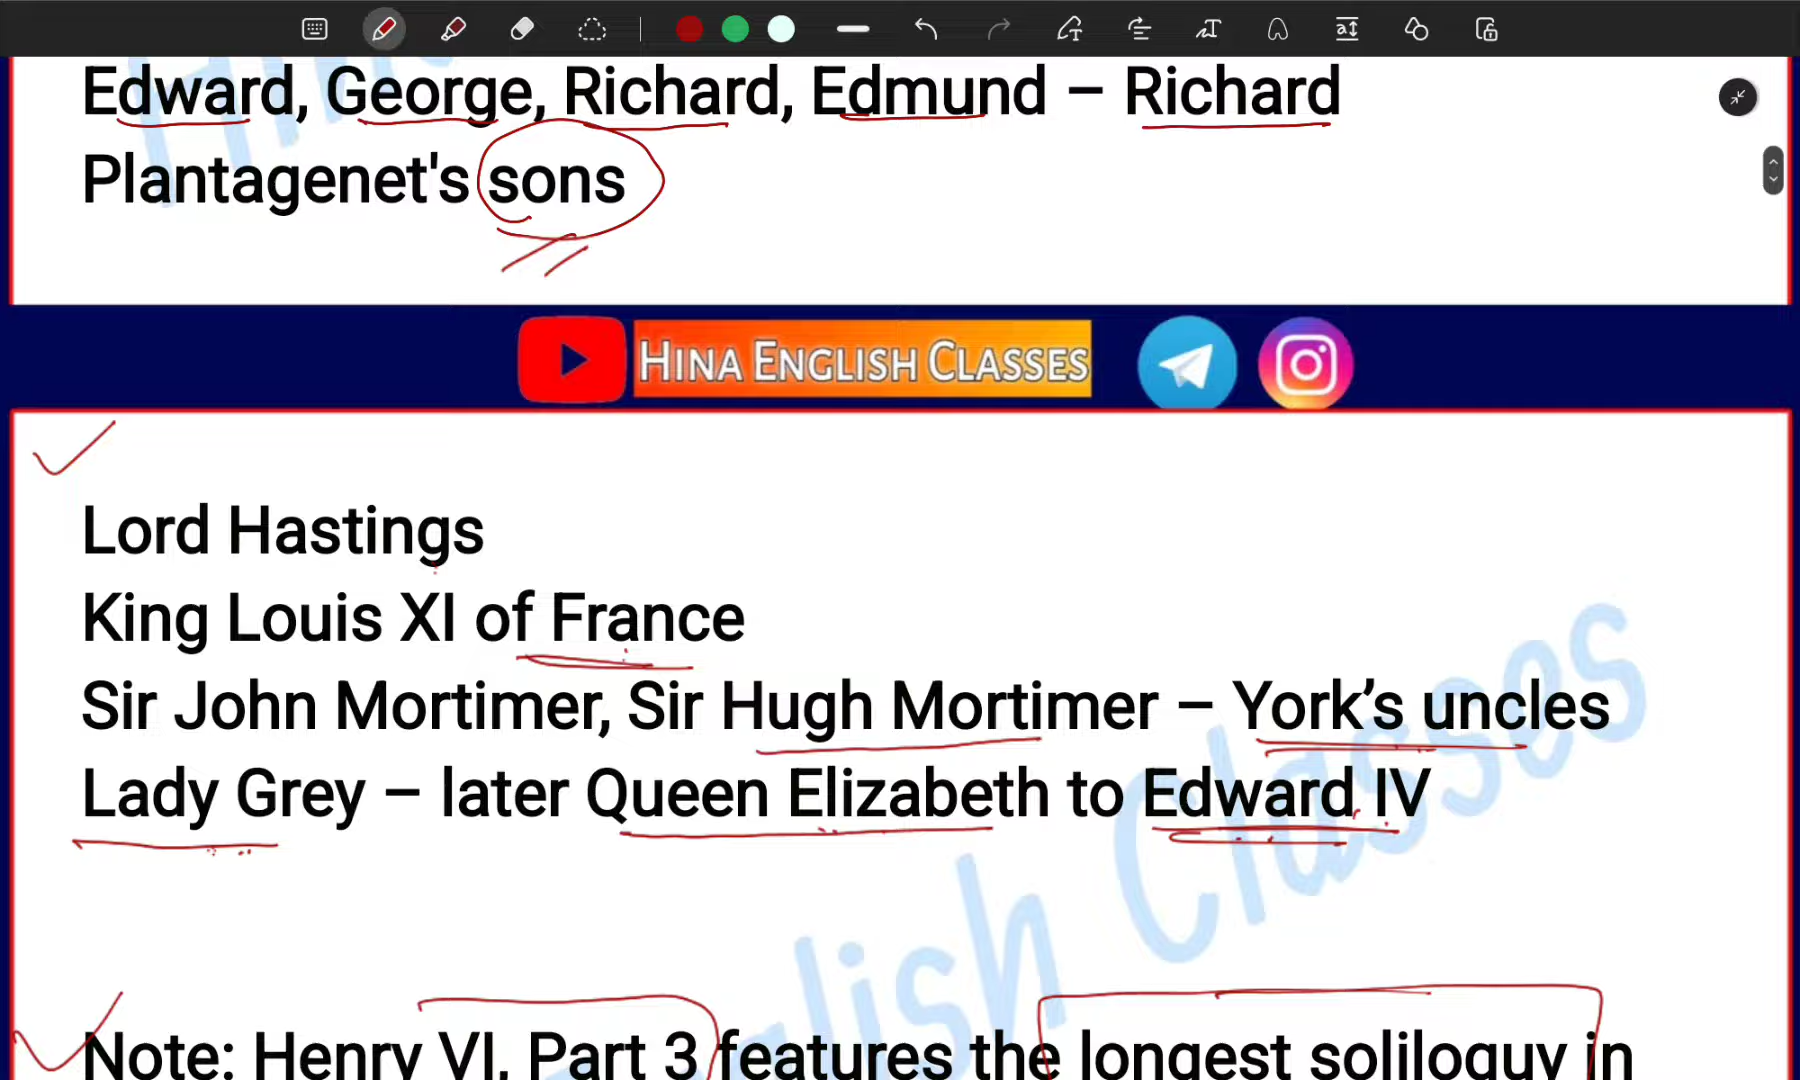 Edward, George, Richard, Edmund – Richard
Plantagenet's sons
HINA ENGLISH CLASSES
Lord Hastings
King Louis XI of France
Sir John Mortimer, Sir Hugh Mortimer – York’s uncles
Lady Grey – later Queen Elizabeth to Edward IV
glish Classes
Note: Henry VI, Part 3 features the longest soliloquy in